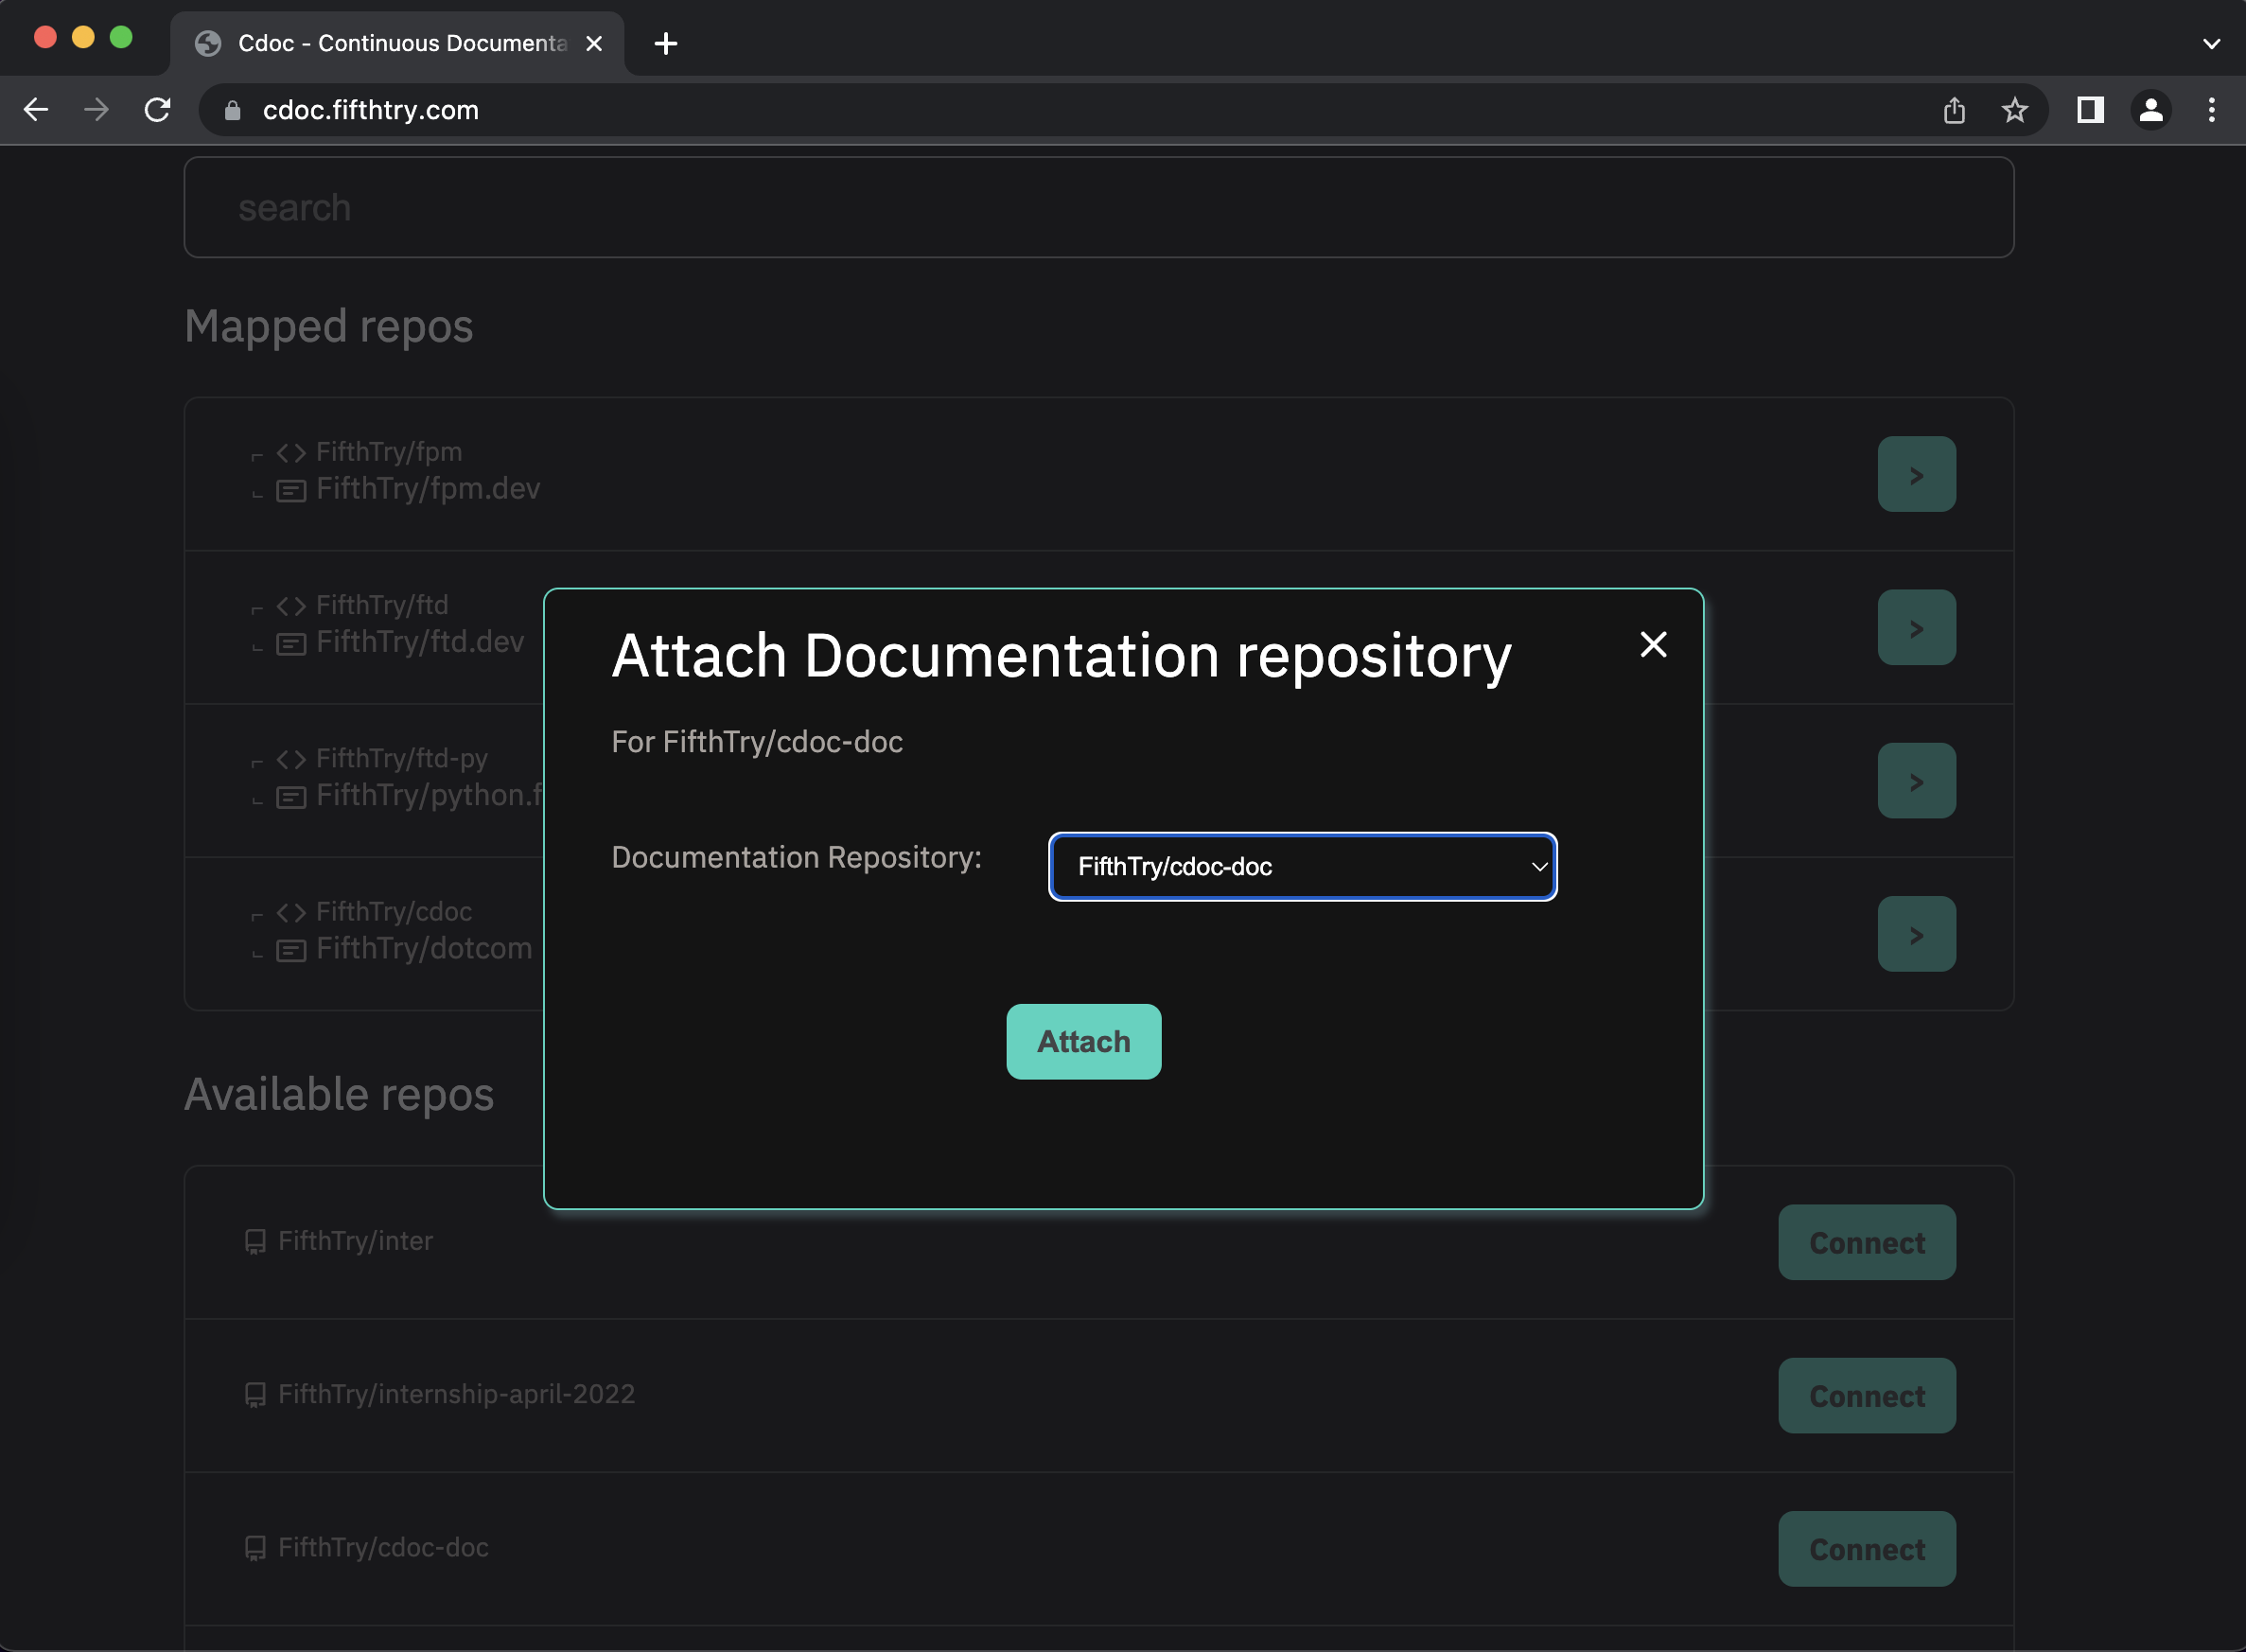 Cdoc - Continuous Documenta
cdoc.fifthtry.com
search
Mapped repos
FifthTry/fpm
FifthTry/fpm.dev
>
FifthTry/ftd
FifthTry/ftd.dev
>
FifthTry/ftd-py
FifthTry/python.f
>
FifthTry/cdoc
FifthTry/dotcom
>
Attach Documentation repository
For FifthTry/cdoc-doc
Documentation Repository:
FifthTry/cdoc-doc
Attach
Available repos
FifthTry/inter
Connect
FifthTry/internship-april-2022
Connect
FifthTry/cdoc-doc
Connect